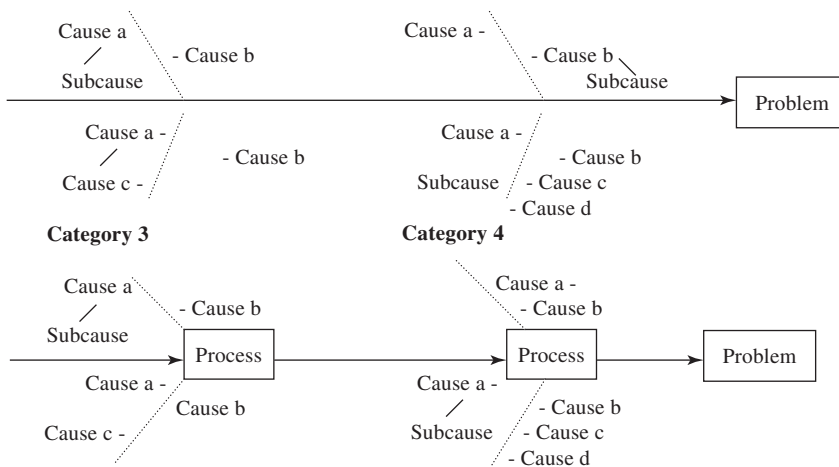 Cause a
- Cause b
Subcause
Cause a -
- Cause b
Subcause
Problem
Cause a -
- Cause b
Cause c -
Cause a -
- Cause b
Subcause
- Cause c
- Cause d
Category 3
Category 4
Cause a
- Cause b
Subcause
Cause a -
- Cause b
Process
Process
Problem
Cause a -
Cause b
Cause c -
Cause a -
- Cause b
Subcause
- Cause c
- Cause d